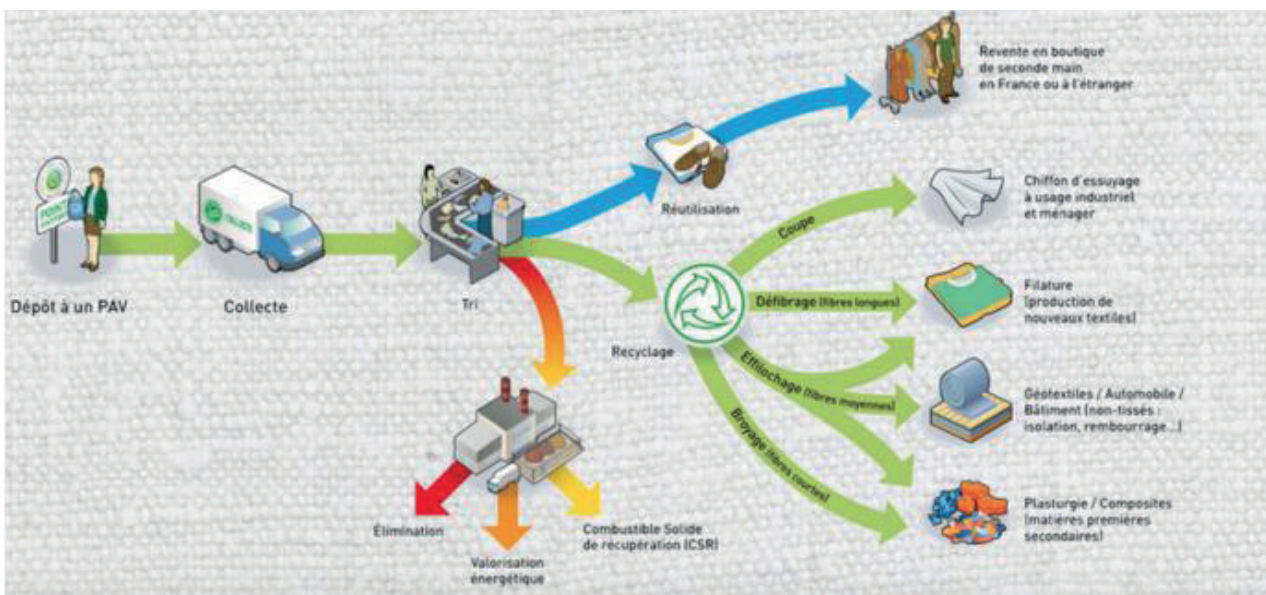 Revente en boutique
de seconde main
en France ou à l'étranger
Réutilisation
POINT
Dépôt à un PAV
Collecte
Tri
Recyclage
Coupe
Chiffon d'essuyage
à usage industriel
et ménager
Défibrage (fibres longues)
Filature
(production de
nouveaux textiles)
Effilochage (fibres moyennes)
Géotextiles / Automobile /
Bâtiment (non-tissés :
isolation, rembourrage...)
Broyage (fibres courtes)
Plasturgie / Composites
(matières premières
secondaires)
Élimination
Valorisation
énergétique
Combustible Solide
de récupération (CSR)